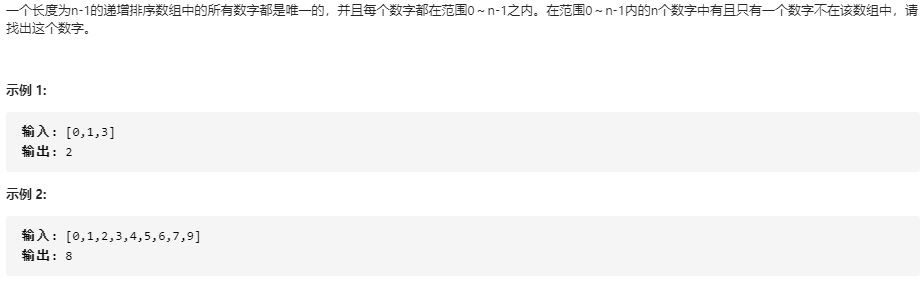 一个长度为n-1的递增排序数组中的所有数字都是唯一的，并且每个数字都在范围0～n-1之内。在范围0～n-1内的n个数字中有且只有一个数字不在该数组中，请
找出这个数字。
示例 1:
输入: [0,1,3]
输出: 2
示例 2:
输入: [0,1,2,3,4,5,6,7,9]
输出: 8